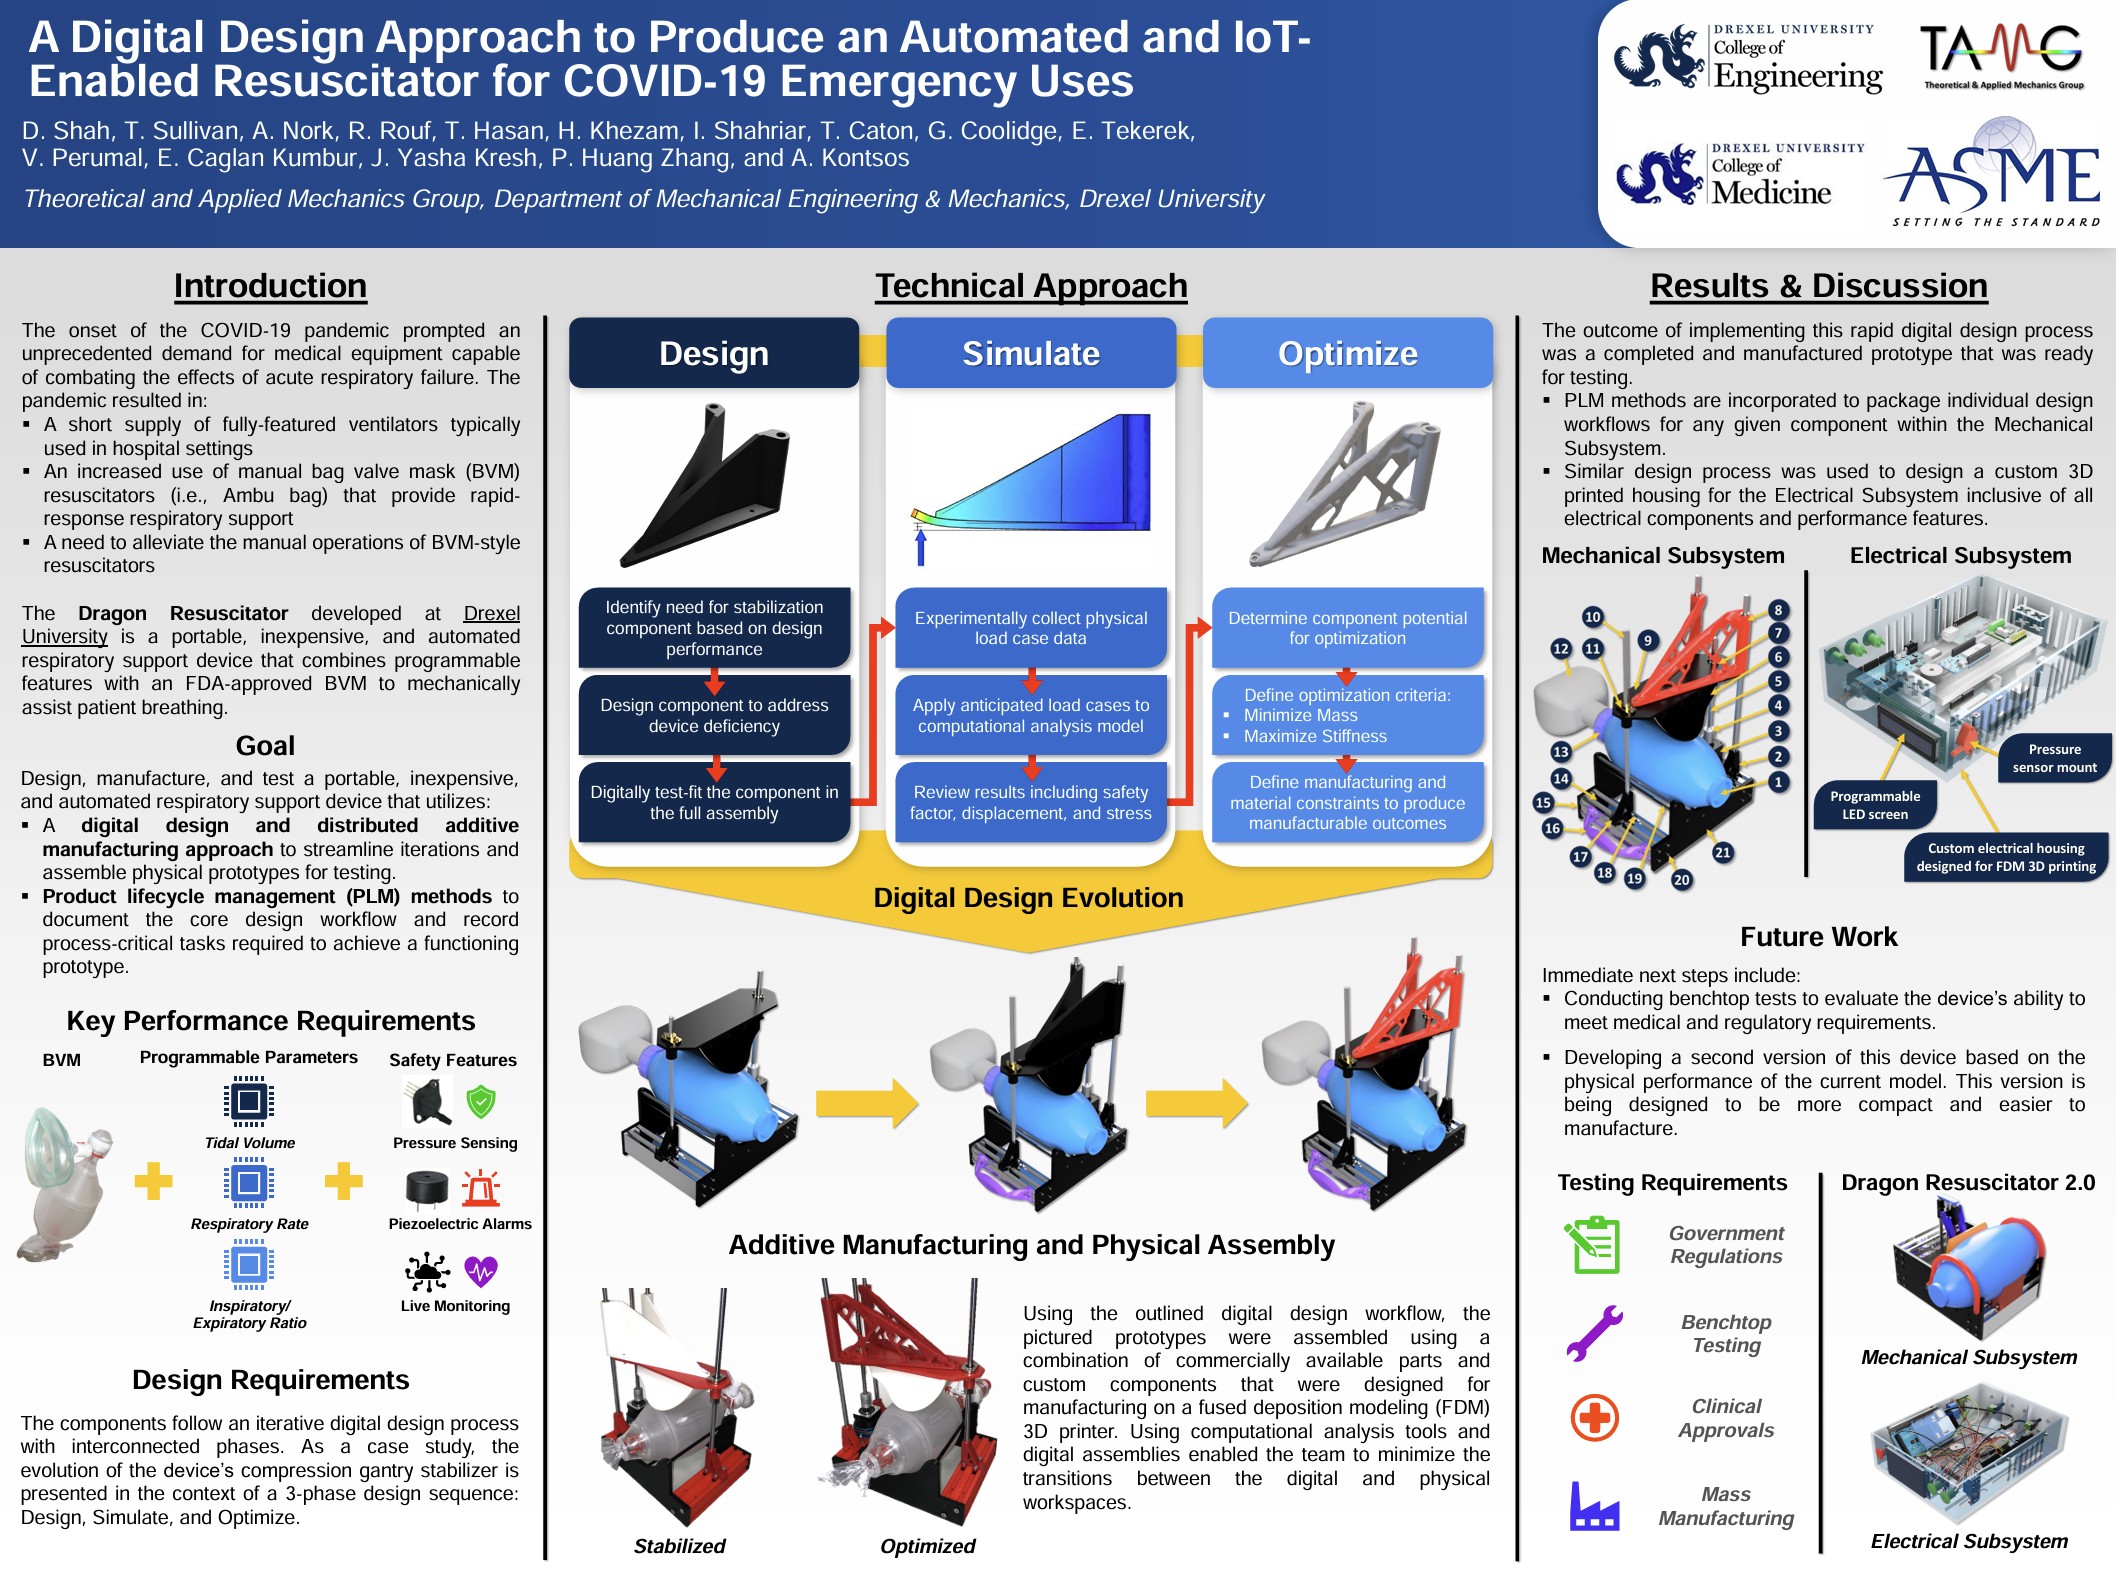 A Digital Design Approach to Produce an Automated and IoT-
Enabled Resuscitator for COVID-19 Emergency Uses
D. Shah, T. Sullivan, A. Nork, R. Rouf, T. Hasan, H. Khezam, I. Shahriar, T. Caton, G. Coolidge, E. Tekerek,
V. Perumal, E. Caglan Kumbur, J. Yasha Kresh, P. Huang Zhang, and A. Kontsos
Theoretical and Applied Mechanics Group, Department of Mechanical Engineering & Mechanics, Drexel University
DREXEL UNIVERSITY
College of
Engineering
TAMG
Theoretical & Applied Mechanics Group
DREXEL UNIVERSITY
College of
Medicine
ASME
SETTING THE STANDARD
Introduction
The onset of the COVID-19 pandemic prompted an
unprecedented demand for medical equipment capable
of combating the effects of acute respiratory failure. The
pandemic resulted in:
▪ A short supply of fully-featured ventilators typically
used in hospital settings
▪ An increased use of manual bag valve mask (BVM)
resuscitators (i.e., Ambu bag) that provide rapid-
response respiratory support
▪ A need to alleviate the manual operations of BVM-style
resuscitators
The Dragon Resuscitator developed at Drexel
University is a portable, inexpensive, and automated
respiratory support device that combines programmable
features with an FDA-approved BVM to mechanically
assist patient breathing.
Goal
Design, manufacture, and test a portable, inexpensive,
and automated respiratory support device that utilizes:
▪ A digital design and distributed additive
manufacturing approach to streamline iterations and
assemble physical prototypes for testing.
▪ Product lifecycle management (PLM) methods to
document the core design workflow and record
process-critical tasks required to achieve a functioning
prototype.
Key Performance Requirements
BVM
Programmable Parameters
Safety Features
Tidal Volume
Pressure Sensing
Respiratory Rate
Piezoelectric Alarms
Inspiratory/
Expiratory Ratio
Live Monitoring
Design Requirements
The components follow an iterative digital design process
with interconnected phases. As a case study, the
evolution of the device's compression gantry stabilizer is
presented in the context of a 3-phase design sequence:
Design, Simulate, and Optimize.
Technical Approach
Design
Simulate
Optimize
Identify need for stabilization
component based on design
performance
Design component to address
device deficiency
Digitally test-fit the component in
the full assembly
Experimentally collect physical
load case data
Apply anticipated load cases to
computational analysis model
Review results including safety
factor, displacement, and stress
Determine component potential
for optimization
Define optimization criteria:
▪ Minimize Mass
▪ Maximize Stiffness
Define manufacturing and
material constraints to produce
manufacturable outcomes
Digital Design Evolution
Additive Manufacturing and Physical Assembly
Stabilized
Optimized
Using the outlined digital design workflow, the
pictured prototypes were assembled using a
combination of commercially available parts and
custom components that were designed for
manufacturing on a fused deposition modeling (FDM)
3D printer. Using computational analysis tools and
digital assemblies enabled the team to minimize the
transitions between the digital and physical
workspaces.
Results & Discussion
The outcome of implementing this rapid digital design process
was a completed and manufactured prototype that was ready
for testing.
▪ PLM methods are incorporated to package individual design
workflows for any given component within the Mechanical
Subsystem.
▪ Similar design process was used to design a custom 3D
printed housing for the Electrical Subsystem inclusive of all
electrical components and performance features.
Mechanical Subsystem
8
10
7
9
12
11
6
5
4
3
13
2
14
1
15
16
17
21
18
19
20
Electrical Subsystem
Pressure
sensor mount
Programmable
LED screen
Custom electrical housing
designed for FDM 3D printing
Future Work
Immediate next steps include:
▪ Conducting benchtop tests to evaluate the device's ability to
meet medical and regulatory requirements.
▪ Developing a second version of this device based on the
physical performance of the current model. This version is
being designed to be more compact and easier to
manufacture.
Testing Requirements
Government
Regulations
Benchtop
Testing
Clinical
Approvals
Mass
Manufacturing
Dragon Resuscitator 2.0
Mechanical Subsystem
Electrical Subsystem